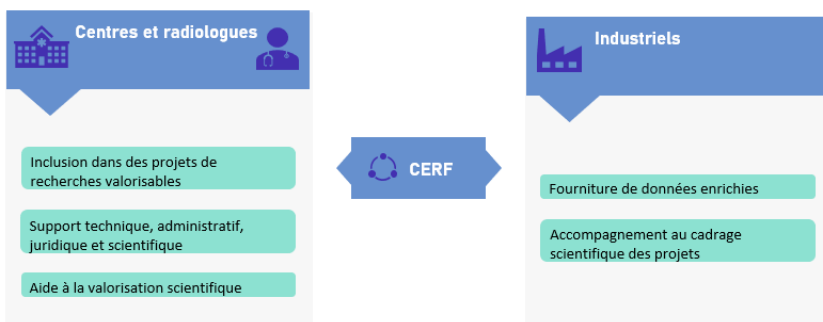 Centres et radiologues
Inclusion dans des projets de
recherches valorisables
Support technique, administratif,
juridique et scientifique
Aide à la valorisation scientifique
CERF
Industriels
Fourniture de données enrichies
Accompagnement au cadrage
scientifique des projets